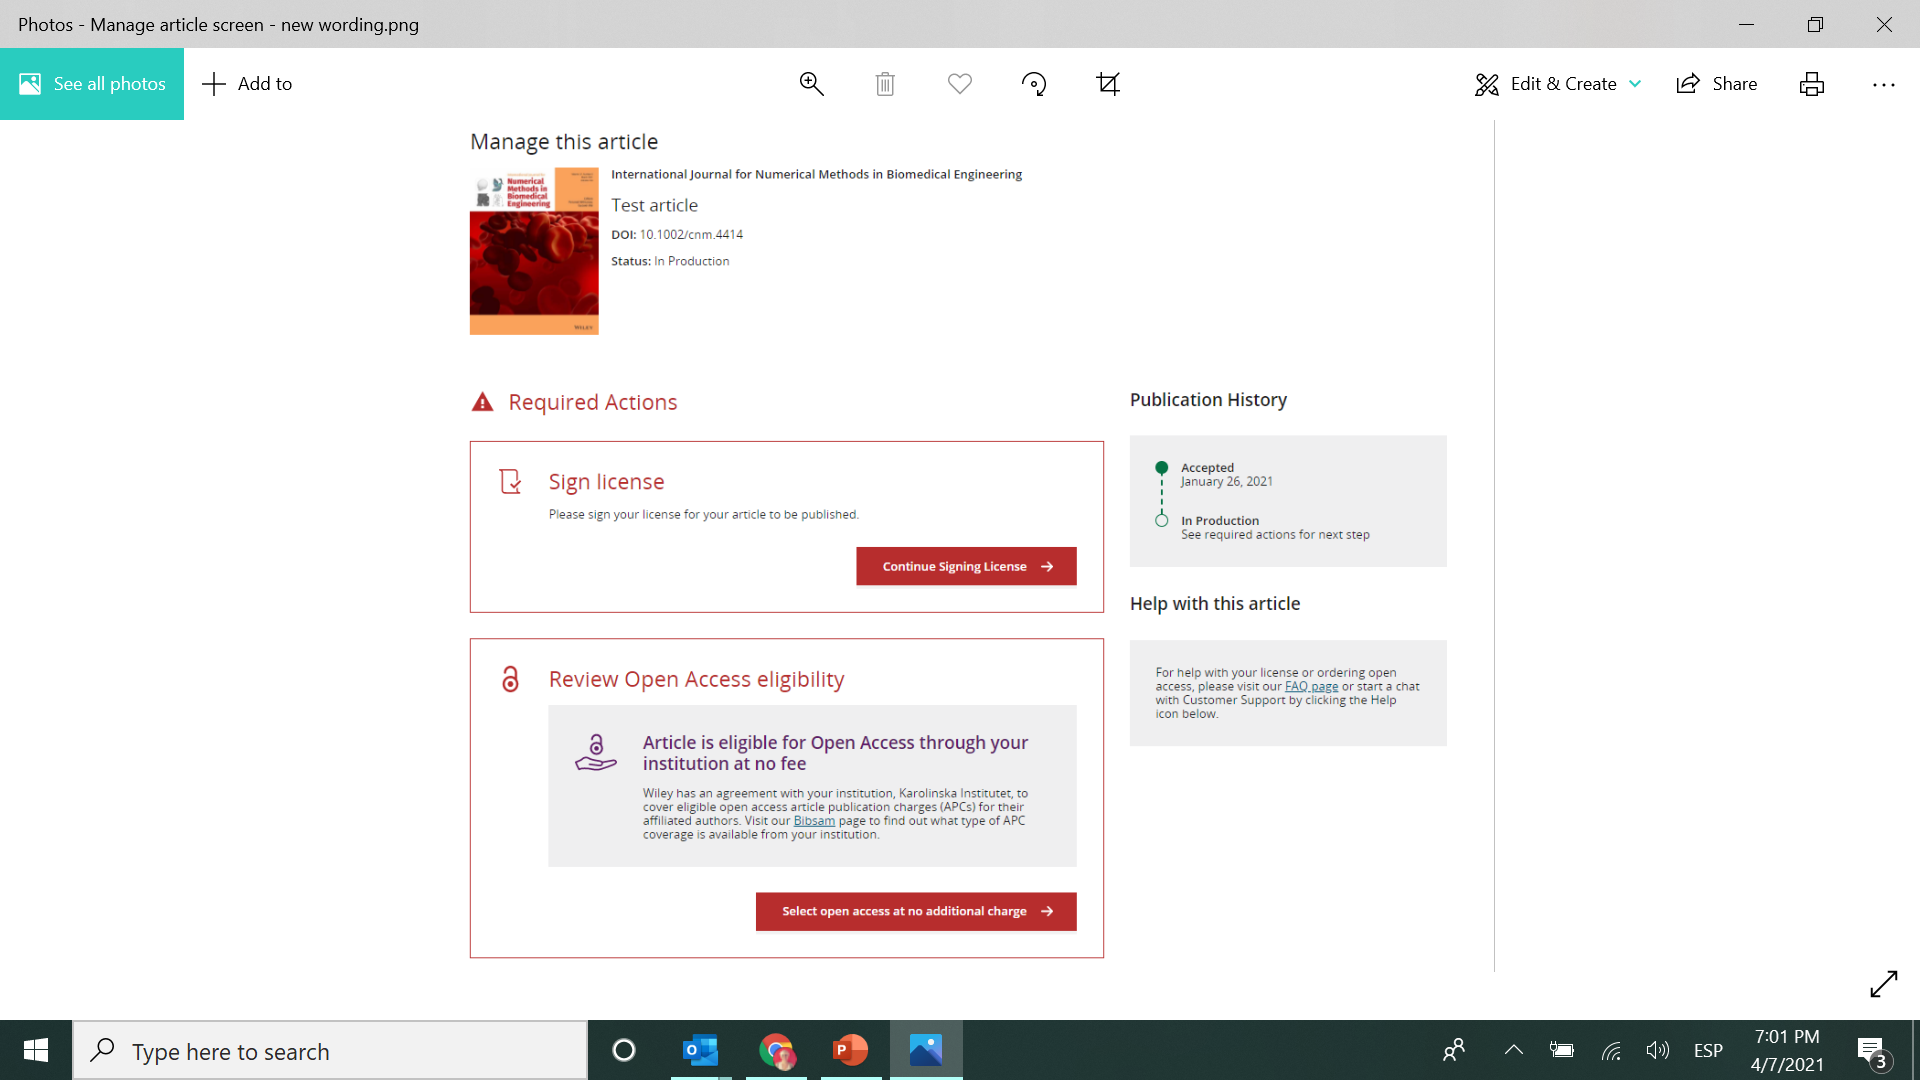 Photos - Manage article screen - new wording.png
See all photos
Add to
Edit & Create
Share
Manage this article
Numerical
Methods in
Biomedical
Engineering
WILEY
International Journal for Numerical Methods in Biomedical Engineering
Test article
DOI: 10.1002/cnm.4414
Status: In Production
Required Actions
Sign license
Please sign your license for your article to be published.
Continue Signing License
Review Open Access eligibility
Article is eligible for Open Access through your
institution at no fee
Wiley has an agreement with your institution, Karolinska Institutet, to
cover eligible open access article publication charges (APCs) for their
affiliated authors. Visit our Bibsam page to find out what type of APC
coverage is available from your institution.
Select open access at no additional charge
Publication History
Accepted
January 26, 2021
In Production
See required actions for next step
Help with this article
For help with your license or ordering open
access, please visit our FAQ page or start a chat
with Customer Support by clicking the Help
icon below.
Type here to search
ESP
7:01 PM
4/7/2021
3